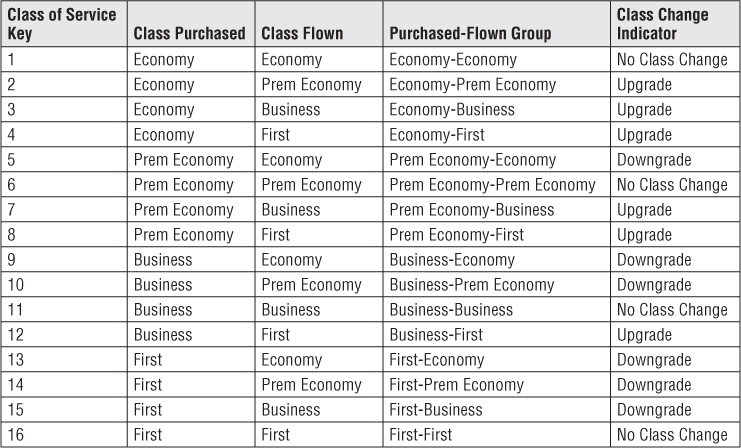 Class of Service Key Class Purchased Class Flown Purchased-Flown Group Class Change Indicator
1 Economy Economy Economy-Economy No Class Change
2 Economy Prem Economy Economy-Prem Economy Upgrade
3 Economy Business Economy-Business Upgrade
4 Economy First Economy-First Upgrade
5 Prem Economy Economy Prem Economy-Economy Downgrade
6 Prem Economy Prem Economy Prem Economy-Prem Economy No Class Change
7 Prem Economy Business Prem Economy-Business Upgrade
8 Prem Economy First Prem Economy-First Upgrade
9 Business Economy Business-Economy Downgrade
10 Business Prem Economy Business-Prem Economy Downgrade
11 Business Business Business-Business No Class Change
12 Business First Business-First Upgrade
13 First Economy First-Economy Downgrade
14 First Prem Economy First-Prem Economy Downgrade
15 First Business First-Business Downgrade
16 First First First-First No Class Change